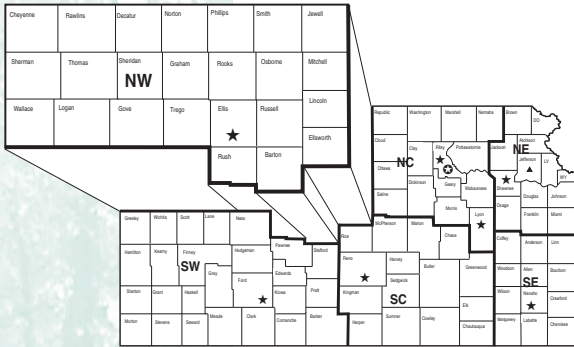 Cheyenne Rawlins Decatur Norton Phillips Smith Jewell
Sherman Thomas Sheridan Graham Rooks Osborne Mitchell
NW
Lincoln
Wallace Logan Gove Trego Ellis Russell
Ellsworth
Rush Barton
Republic Washington Marshall Nemaha Brown DO
Cloud Clay Riley Pottawatomie Jackson Atchison
NC NE
Ottawa Jefferson LV
WY
Dickinson Geary Wabaunsee Shawnee
Saline Douglas Johnson
Morris Lyon Osage
Franklin Miami
McPherson Marion Chase Coffey Anderson Linn
Greeley Wichita Scott Lane Ness
Rice
Pawnee Stafford
Hamilton Kearny Finney Hodgeman
SW
Gray Edwards
Ford
Reno Harvey Butler Greenwood
Sedgwick
Woodson Allen Bourbon
SE
Stanton Grant Haskell Kiowa Pratt
Kingman SC
Wilson Neosho
Elk
Morton Stevens Seward Meade Clark Comanche Barber
Harper Sumner Cowley Chautauqua
Labette Cherokee
Crawford